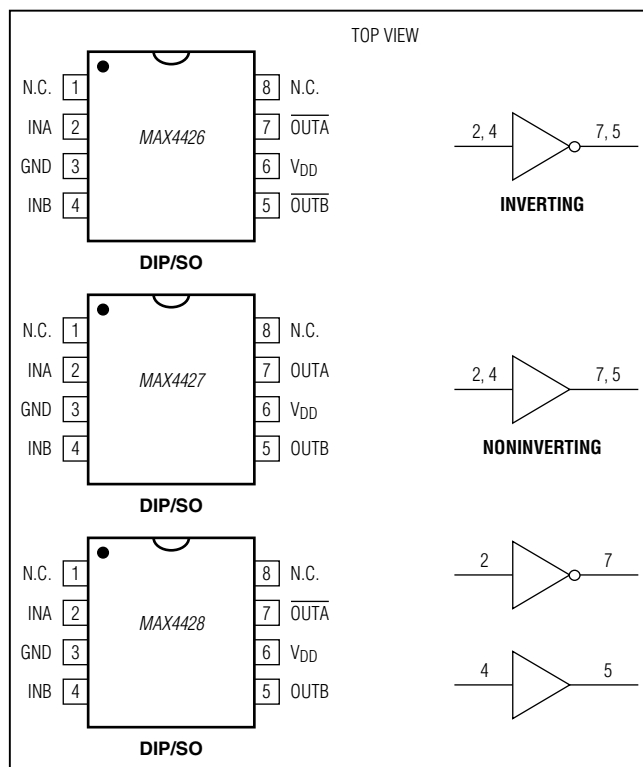 TOP VIEW
N.C. 1 8 N.C.
INA 2 MAX4426 7 O̅U̅T̅A̅ 2, 4 7, 5
GND 3 6 VDD
INVERTING
INB 4 5 O̅U̅T̅B̅
DIP/SO
N.C. 1 8 N.C.
INA 2 MAX4427 7 OUTA 2, 4 7, 5
GND 3 6 VDD
INB 4 5 OUTB NONINVERTING
DIP/SO
N.C. 1 8 N.C. 2 7
INA 2 MAX4428 7 O̅U̅T̅A̅
GND 3 6 VDD
INB 4 5 OUTB 4 5
DIP/SO